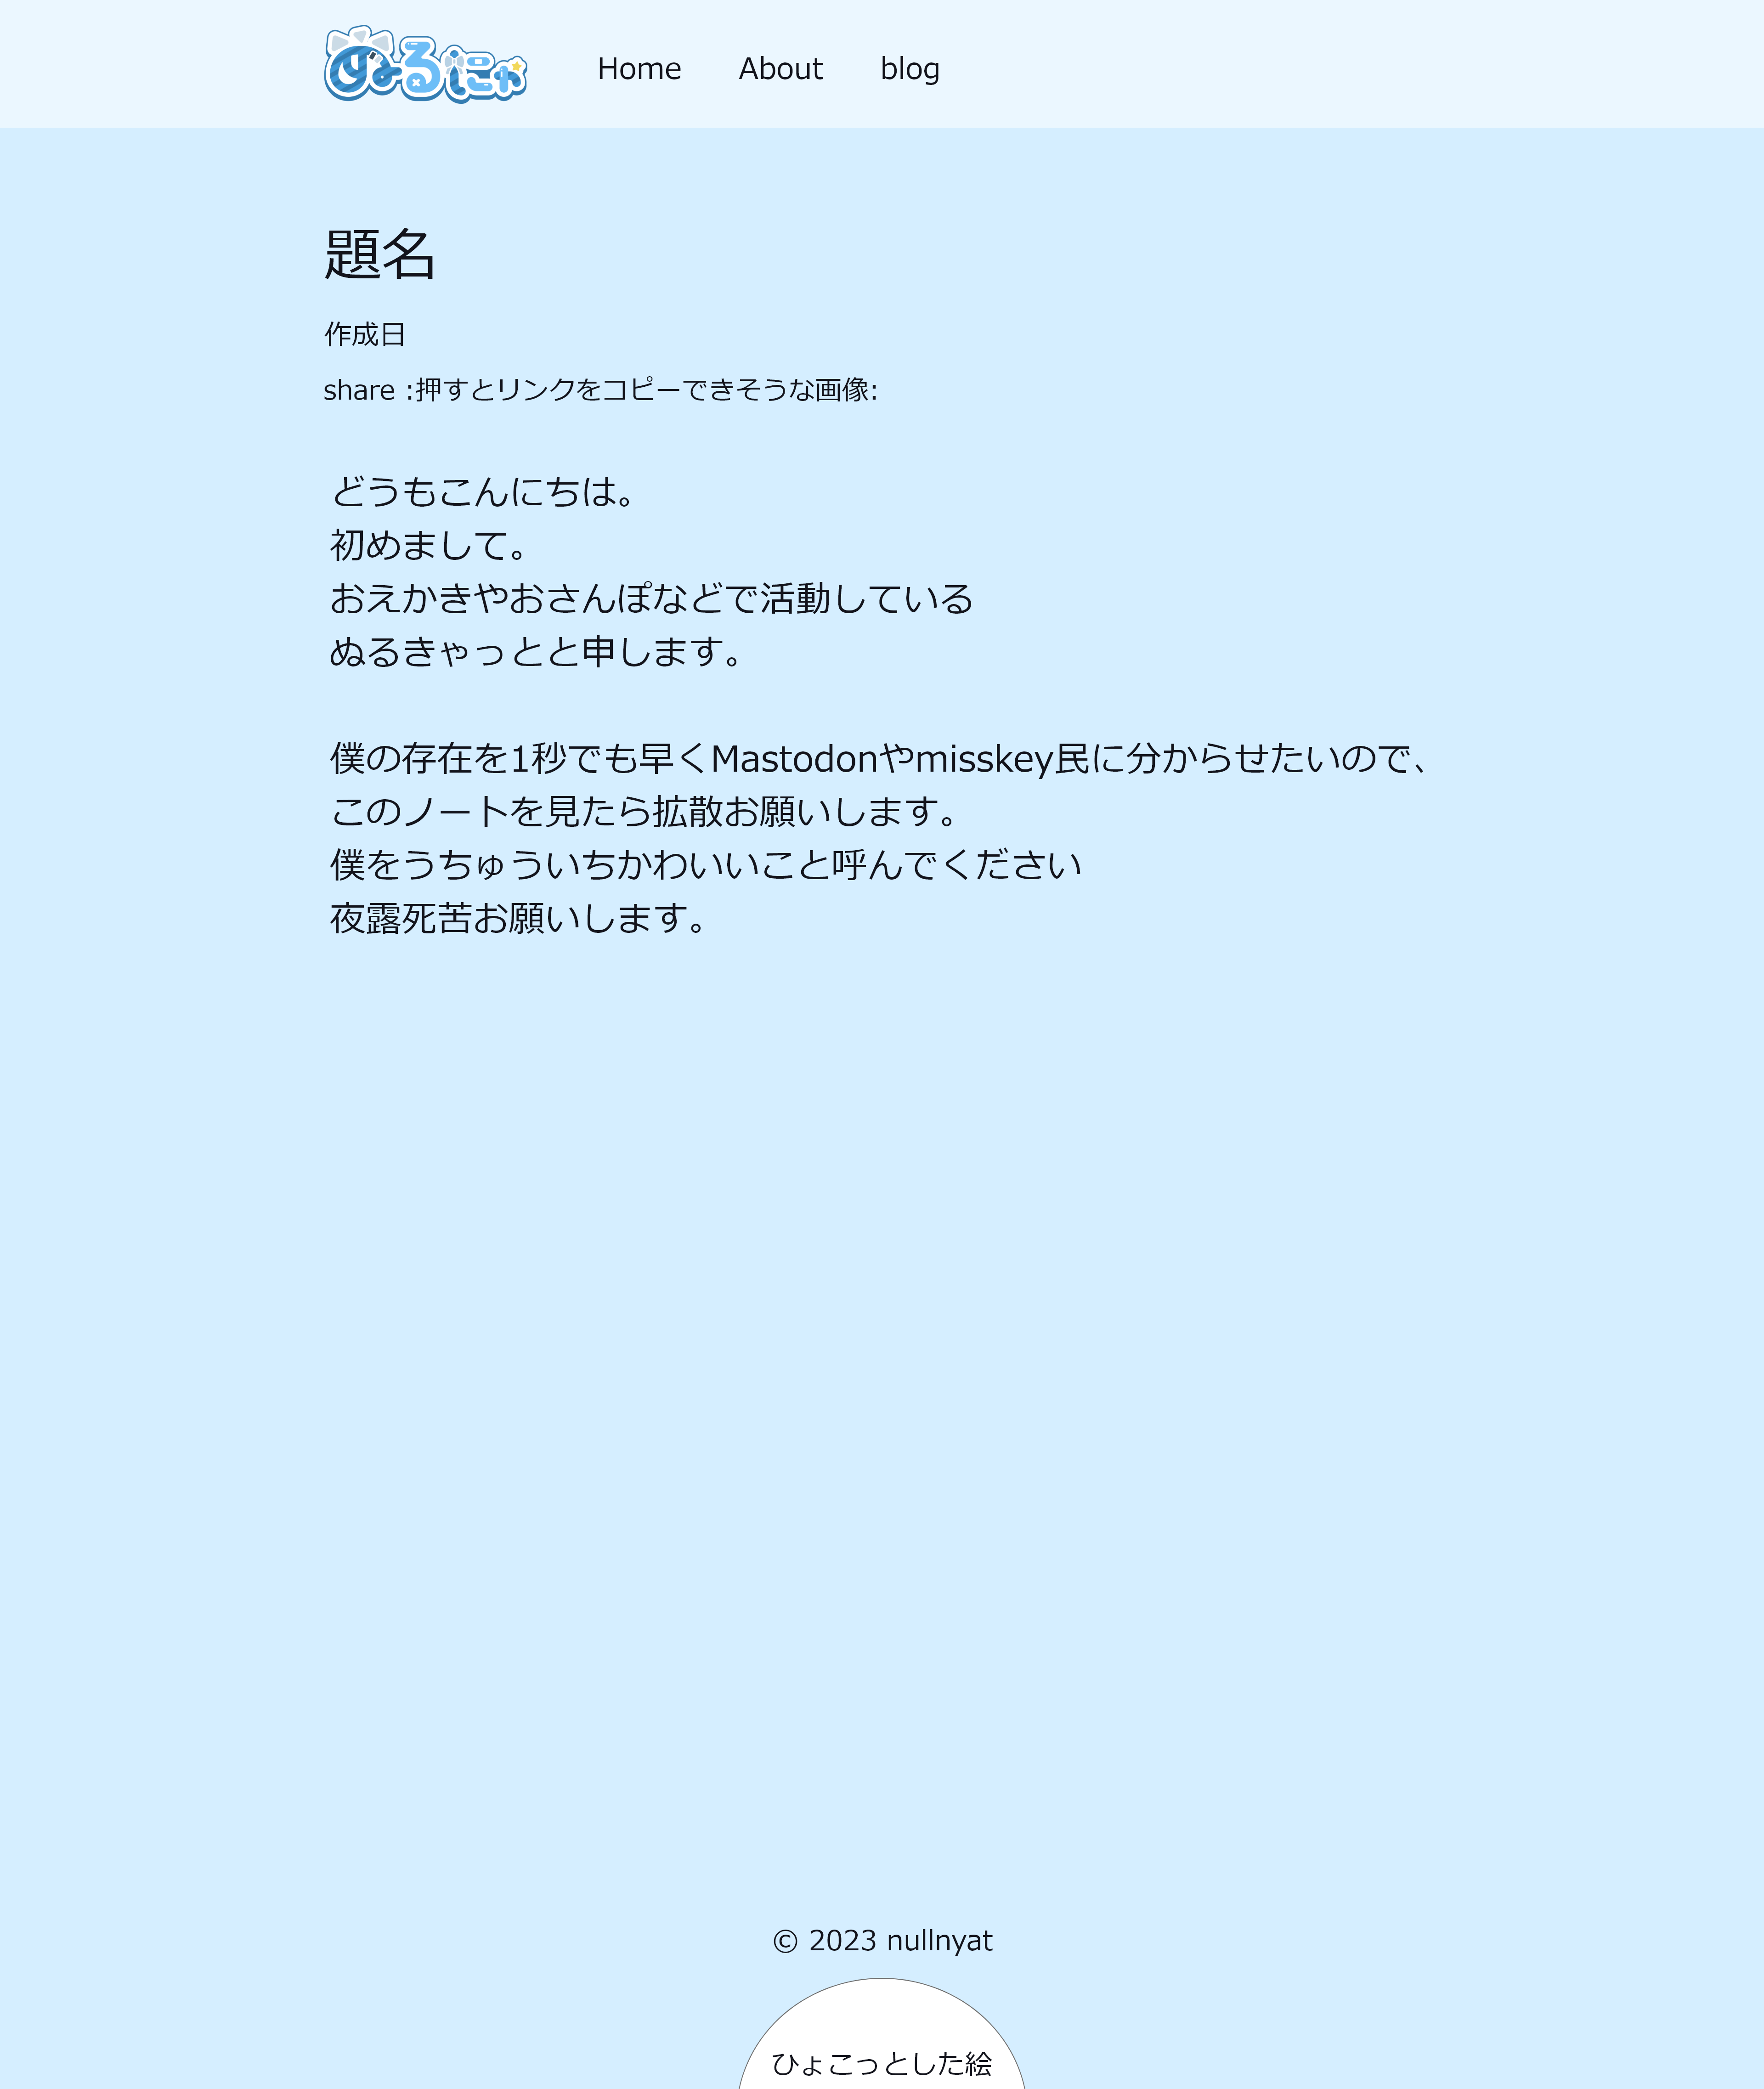 ぬーるにゃ
Home About blog
題名
作成日
share :押すとリンクをコピーできそうな画像:
どうもこんにちは。
初めまして。
おえかきやおさんぽなどで活動している
ぬるきゃっとと申します。
僕の存在を1秒でも早くMastodonやmisskey民に分からせたいので、
このノートを見たら拡散お願いします。
僕をうちゅういちかわいいこと呼んでください
夜露死苦お願いします。
© 2023 nullnyat
ひょこっとした絵